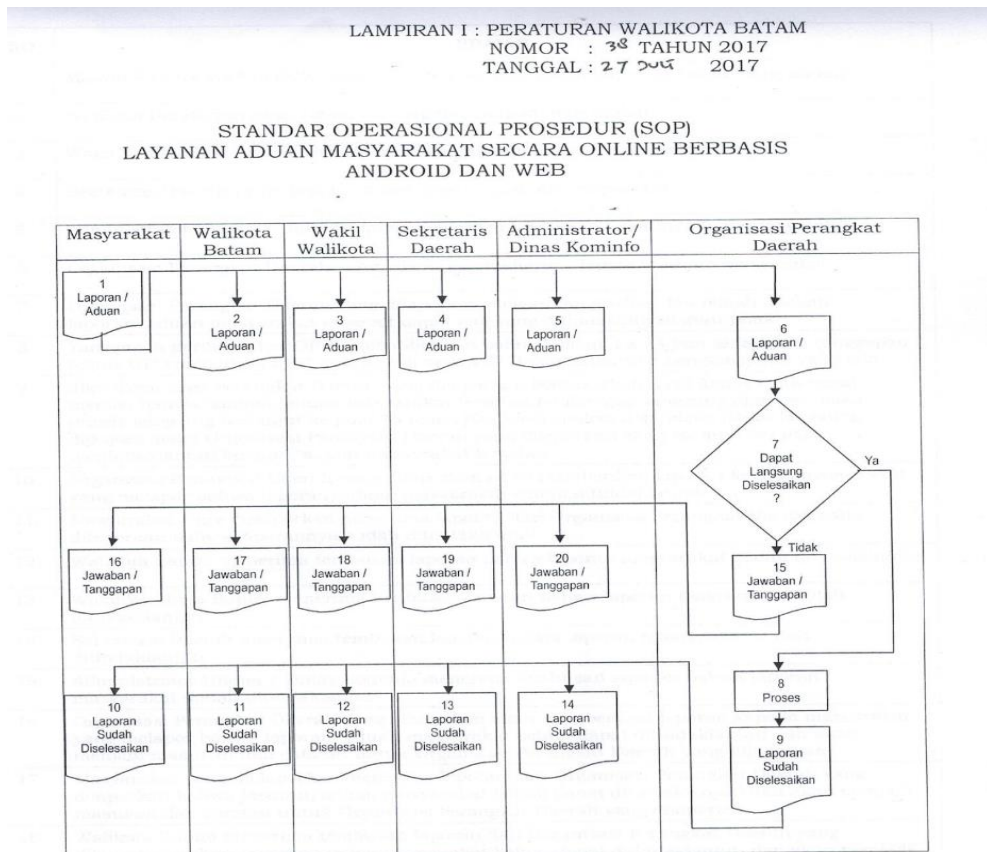 LAMPIRAN I : PERATURAN WALIKOTA BATAM
NOMOR : 38 TAHUN 2017
TANGGAL : 27 JULI 2017
STANDAR OPERASIONAL PROSEDUR (SOP)
LAYANAN ADUAN MASYARAKAT SECARA ONLINE BERBASIS
ANDROID DAN WEB
Masyarakat
Walikota
Batam
Wakil
Walikota
Sekretaris
Daerah
Administrator/
Dinas Kominfo
Organisasi Perangkat
Daerah
1
Laporan /
Aduan
2
Laporan /
Aduan
3
Laporan /
Aduan
4
Laporan /
Aduan
5
Laporan /
Aduan
6
Laporan /
Aduan
7
Dapat
Langsung
Diselesaikan
?
Ya
Tidak
16
Jawaban /
Tanggapan
17
Jawaban /
Tanggapan
18
Jawaban /
Tanggapan
19
Jawaban /
Tanggapan
20
Jawaban /
Tanggapan
15
Jawaban /
Tanggapan
8
Proses
10
Laporan
Sudah
Diselesaikan
11
Laporan
Sudah
Diselesaikan
12
Laporan
Sudah
Diselesaikan
13
Laporan
Sudah
Diselesaikan
14
Laporan
Sudah
Diselesaikan
9
Laporan
Sudah
Diselesaikan